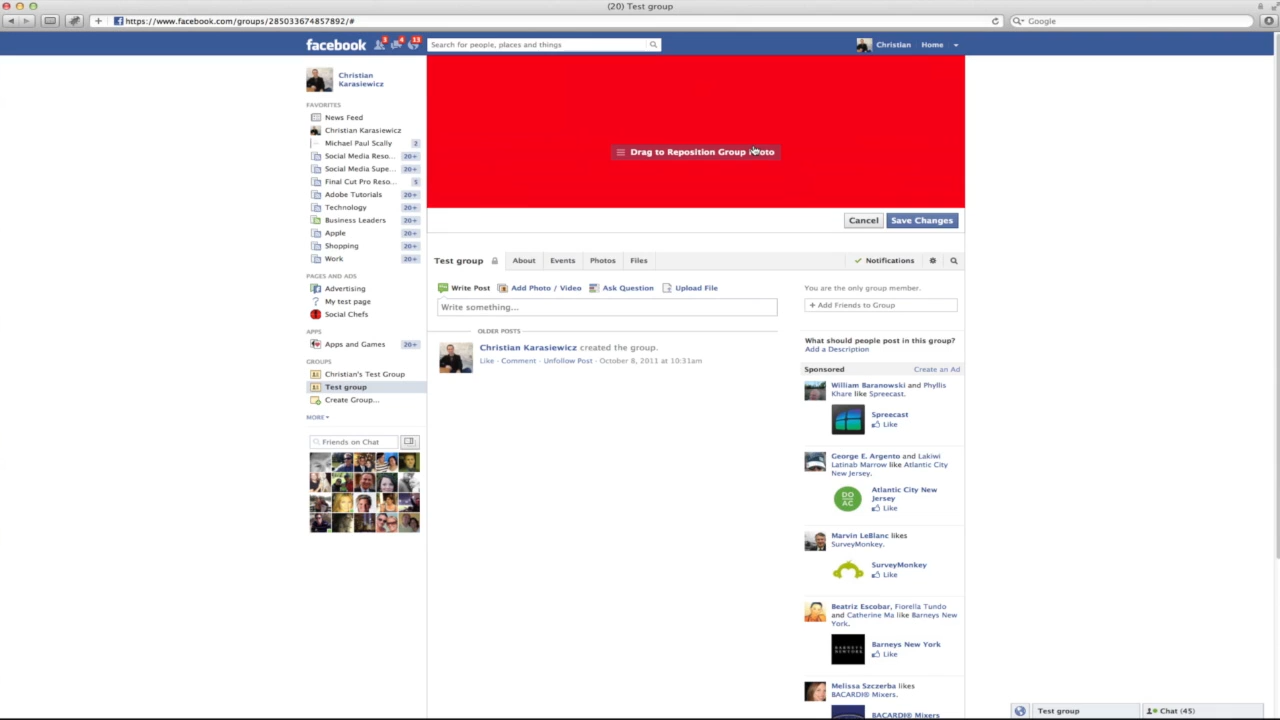 (20) Test group
https://www.facebook.com/groups/285033674857892/#
Google
facebook
3
4
13
Search for people, places and things
Christian
Home
Christian
Karasiewicz
FAVORITES
News Feed
Christian Karasiewicz
Michael Paul Scally
2
Social Media Reso...
20+
Social Media Supe...
20+
Final Cut Pro Reso...
5
Adobe Tutorials
20+
Technology
20+
Business Leaders
20+
Apple
20+
Shopping
20+
Work
20+
PAGES AND ADS
Advertising
My test page
Social Chefs
APPS
Apps and Games
20+
GROUPS
Christian's Test Group
Test group
Create Group...
MORE
Friends on Chat
Drag to Reposition Group Photo
Cancel
Save Changes
Test group
About
Events
Photos
Files
Notifications
Write Post
Add Photo / Video
Ask Question
Upload File
Write something...
OLDER POSTS
Christian Karasiewicz created the group.
Like · Comment · Unfollow Post · October 8, 2011 at 10:31am
You are the only group member.
+ Add Friends to Group
What should people post in this group?
Add a Description
Sponsored
Create an Ad
William Baranowski and Phyllis
Khare like Spreecast.
Spreecast
Like
George E. Argento and Lakiwi
Latinab Marrow like Atlantic City
New Jersey.
DO
AC
Atlantic City New
Jersey
Like
Marvin LeBlanc likes
SurveyMonkey.
SurveyMonkey
Like
Beatriz Escobar, Fiorella Tundo
and Catherine Ma like Barneys New
York.
BARNEYS
NEWYORK
Barneys New York
Like
Melissa Szczerba likes
BACARDI® Mixers.
BACARDI® Mixers
Test group
Chat (45)